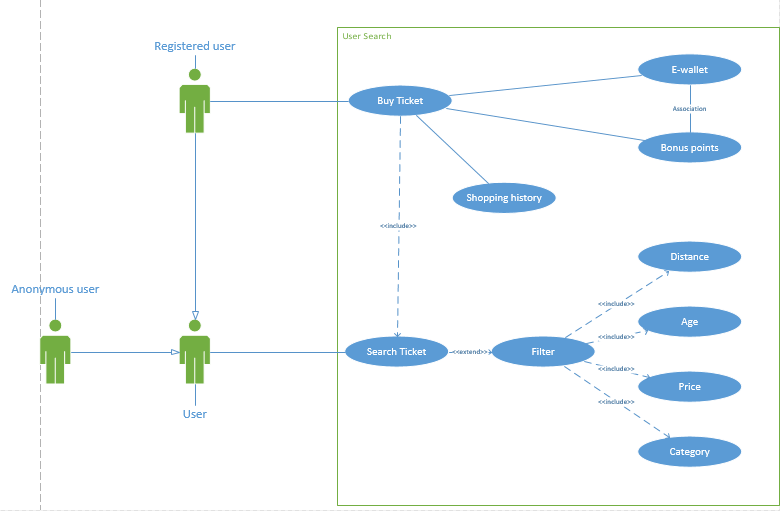 User Search
Registered user
E-wallet
Buy Ticket
Association
Bonus points
Shopping history
<<include>>
Distance
Anonymous user
<<include>>
Age
<<include>>
Search Ticket
<<extend>>
Filter
<<include>>
Price
<<include>>
User
Category